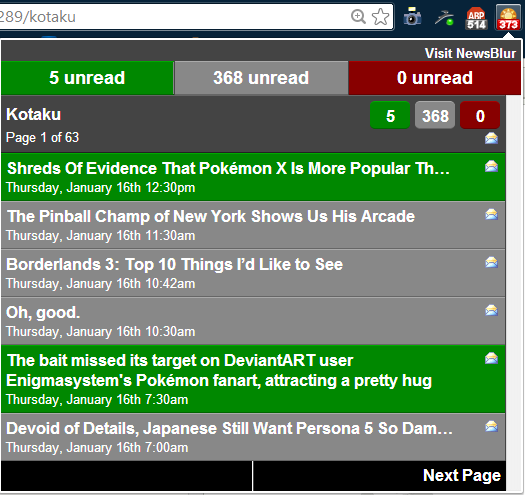 289/kotaku
ABP
514
373
Visit NewsBlur
5 unread 368 unread 0 unread
Kotaku 5 368 0
Page 1 of 63
Shreds Of Evidence That Pokémon X Is More Popular Th…
Thursday, January 16th 12:30pm
The Pinball Champ of New York Shows Us His Arcade
Thursday, January 16th 11:30am
Borderlands 3: Top 10 Things I’d Like to See
Thursday, January 16th 10:42am
Oh, good.
Thursday, January 16th 10:30am
The bait missed its target on DeviantART user
Enigmasystem's Pokémon fanart, attracting a pretty hug
Thursday, January 16th 7:30am
Devoid of Details, Japanese Still Want Persona 5 So Dam…
Thursday, January 16th 7:00am
Next Page